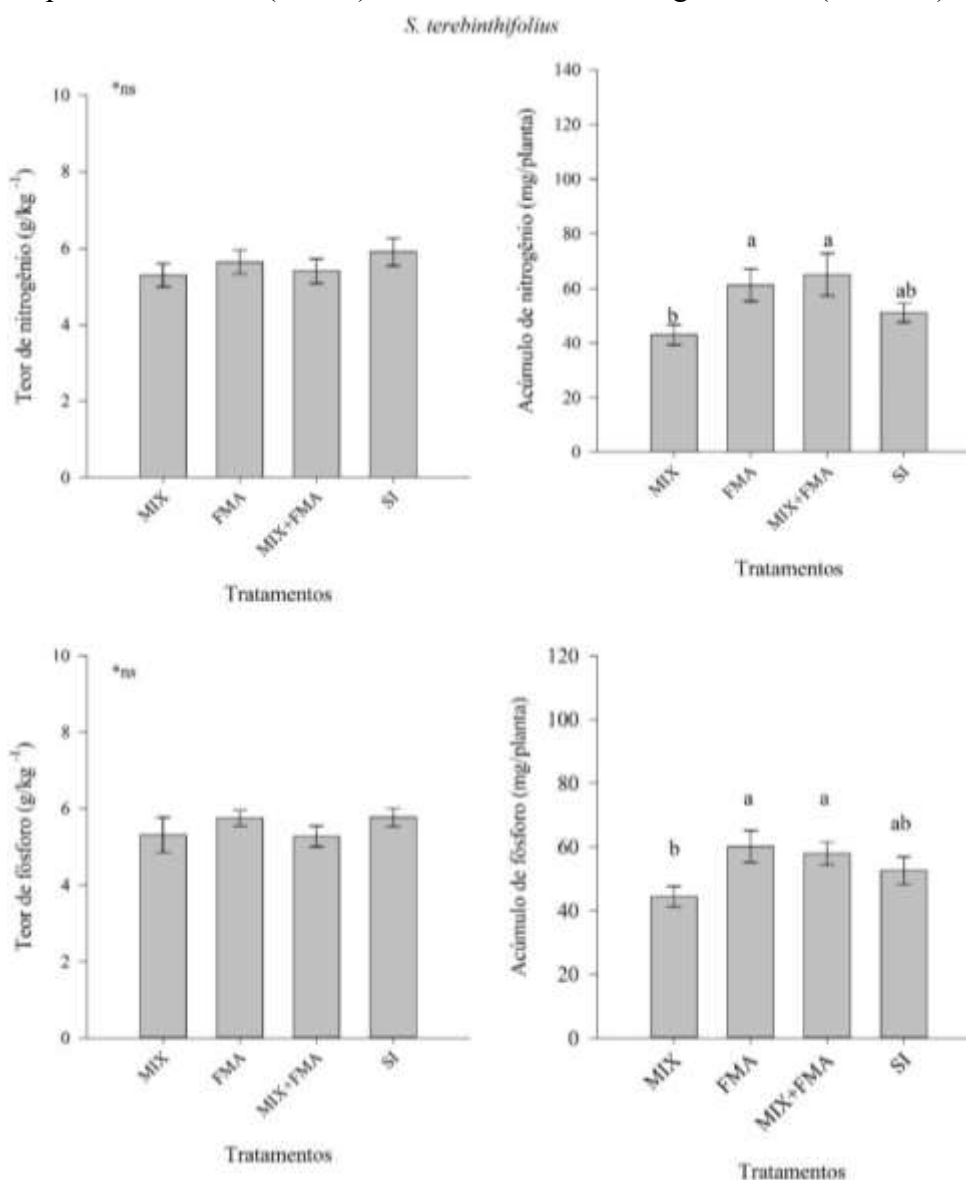 S. terebinthifolius
*ns
Teor de nitrogênio (g/kg -1)
10
8
6
4
2
0
MIX
FMA
MIX+FMA
SI
Tratamentos
Acúmulo de nitrogênio (mg/planta)
140
120
100
80
60
40
20
0
b
a
a
ab
MIX
FMA
MIX+FMA
SI
Tratamentos
*ns
Teor de fósforo (g/kg -1)
10
8
6
4
2
0
MIX
FMA
MIX+FMA
SI
Tratamentos
Acúmulo de fósforo (mg/planta)
120
100
80
60
40
20
0
b
a
a
ab
MIX
FMA
MIX+FMA
SI
Tratamentos